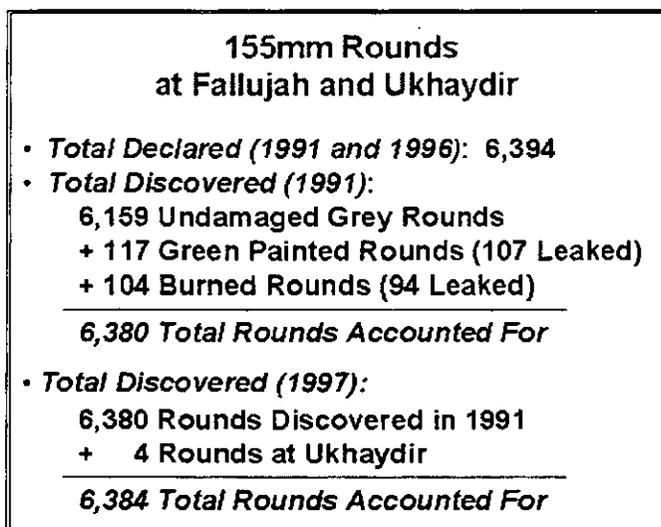 155mm Rounds
at Fallujah and Ukhaydir
• Total Declared (1991 and 1996): 6,394
• Total Discovered (1991):
6,159 Undamaged Grey Rounds
+ 117 Green Painted Rounds (107 Leaked)
+ 104 Burned Rounds (94 Leaked)
6,380 Total Rounds Accounted For
• Total Discovered (1997):
6,380 Rounds Discovered in 1991
+ 4 Rounds at Ukhaydir
6,384 Total Rounds Accounted For